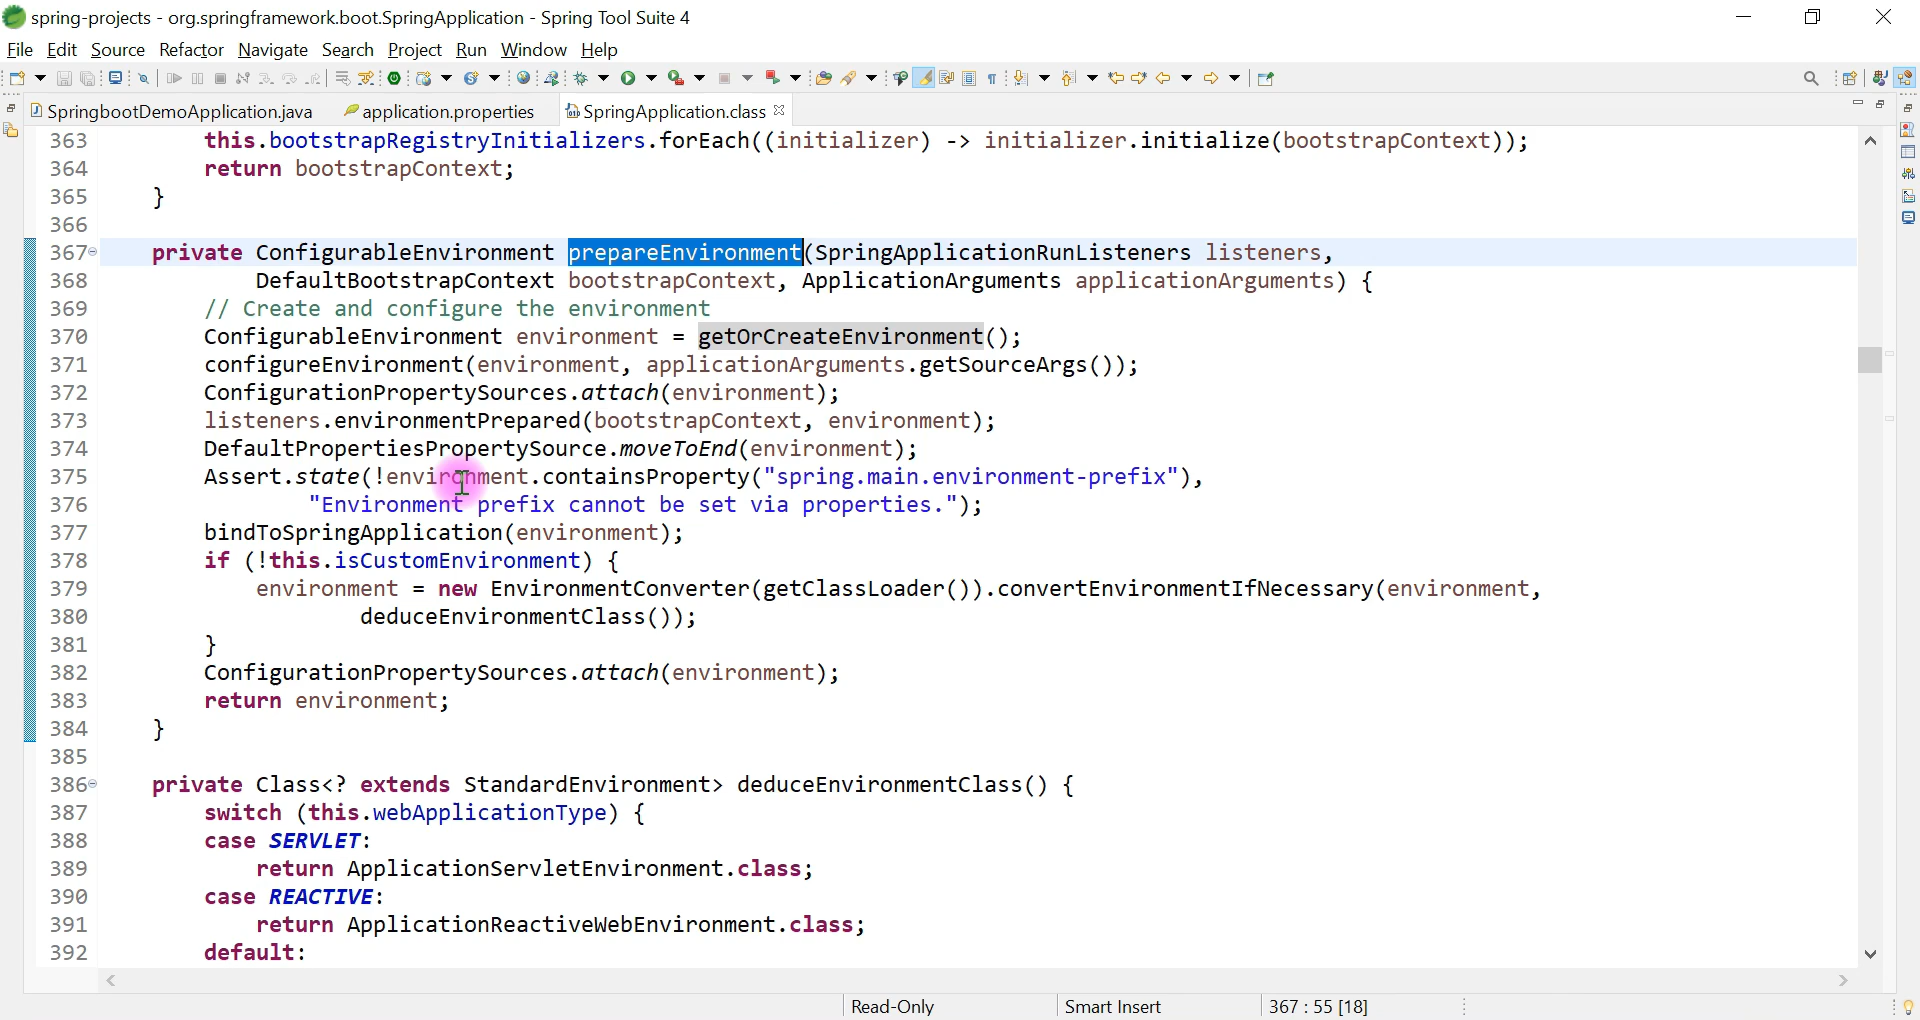 spring-projects - org.springframework.boot.SpringApplication - Spring Tool Suite 4
File Edit Source Refactor Navigate Search Project Run Window Help
SpringbootDemoApplication.java application.properties SpringApplication.class
363 this.bootstrapRegistryInitializers.forEach((initializer) -> initializer.initialize(bootstrapContext));
364 return bootstrapContext;
365 }
366
367 private ConfigurableEnvironment prepareEnvironment(SpringApplicationRunListeners listeners,
368 DefaultBootstrapContext bootstrapContext, ApplicationArguments applicationArguments) {
369 // Create and configure the environment
370 ConfigurableEnvironment environment = getOrCreateEnvironment();
371 configureEnvironment(environment, applicationArguments.getSourceArgs());
372 ConfigurationPropertySources.attach(environment);
373 listeners.environmentPrepared(bootstrapContext, environment);
374 DefaultPropertiesPropertySource.moveToEnd(environment);
375 Assert.state(!environment.containsProperty("spring.main.environment-prefix"),
376 "Environment prefix cannot be set via properties.");
377 bindToSpringApplication(environment);
378 if (!this.isCustomEnvironment) {
379 environment = new EnvironmentConverter(getClassLoader()).convertEnvironmentIfNecessary(environment,
380 deduceEnvironmentClass());
381 }
382 ConfigurationPropertySources.attach(environment);
383 return environment;
384 }
385
386 private Class<? extends StandardEnvironment> deduceEnvironmentClass() {
387 switch (this.webApplicationType) {
388 case SERVLET:
389 return ApplicationServletEnvironment.class;
390 case REACTIVE:
391 return ApplicationReactiveWebEnvironment.class;
392 default:
Read-Only Smart Insert 367 : 55 [18]